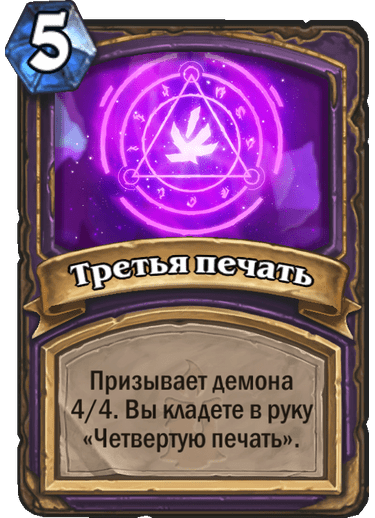 5
Третья печать
Призывает демона
4/4. Вы кладете в руку
«Четвертую печать».